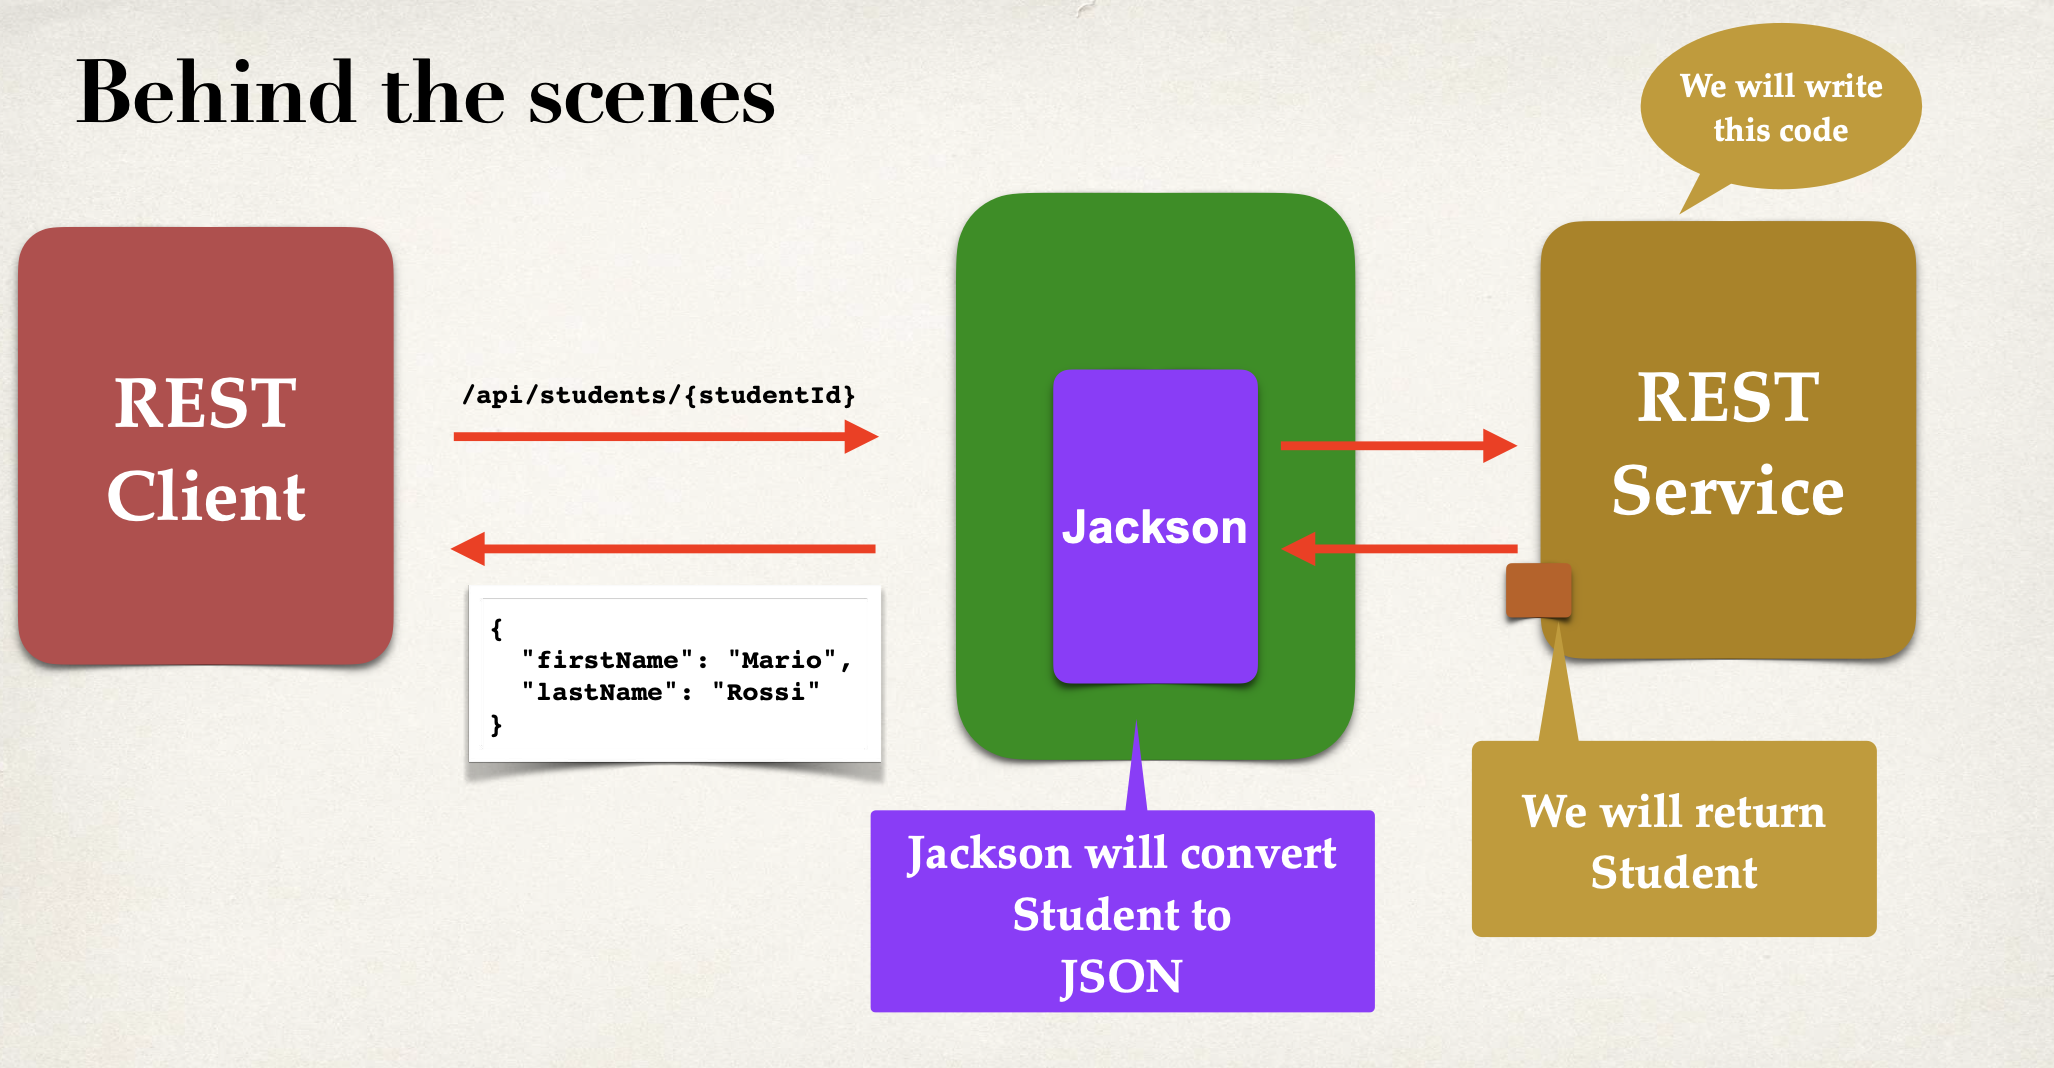 Behind the scenes
We will write
this code
REST
Client
/api/students/{studentId}
{
"firstName": "Mario",
"lastName": "Rossi"
}
Jackson
REST
Service
Jackson will convert
Student to
JSON
We will return
Student